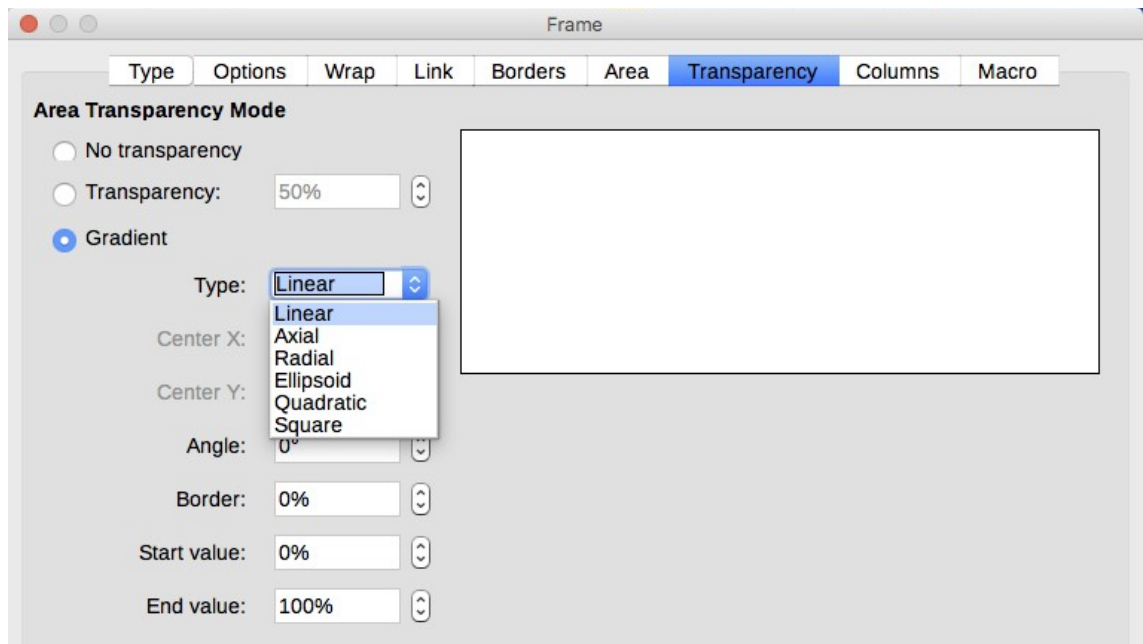 Frame
Type Options Wrap Link Borders Area Transparency Columns Macro
Area Transparency Mode
No transparency
Transparency: 50%
Gradient
Type: Linear
Linear
Center X: Axial
Radial
Ellipsoid
Center Y: Quadratic
Square
Angle: 0°
Border: 0%
Start value: 0%
End value: 100%